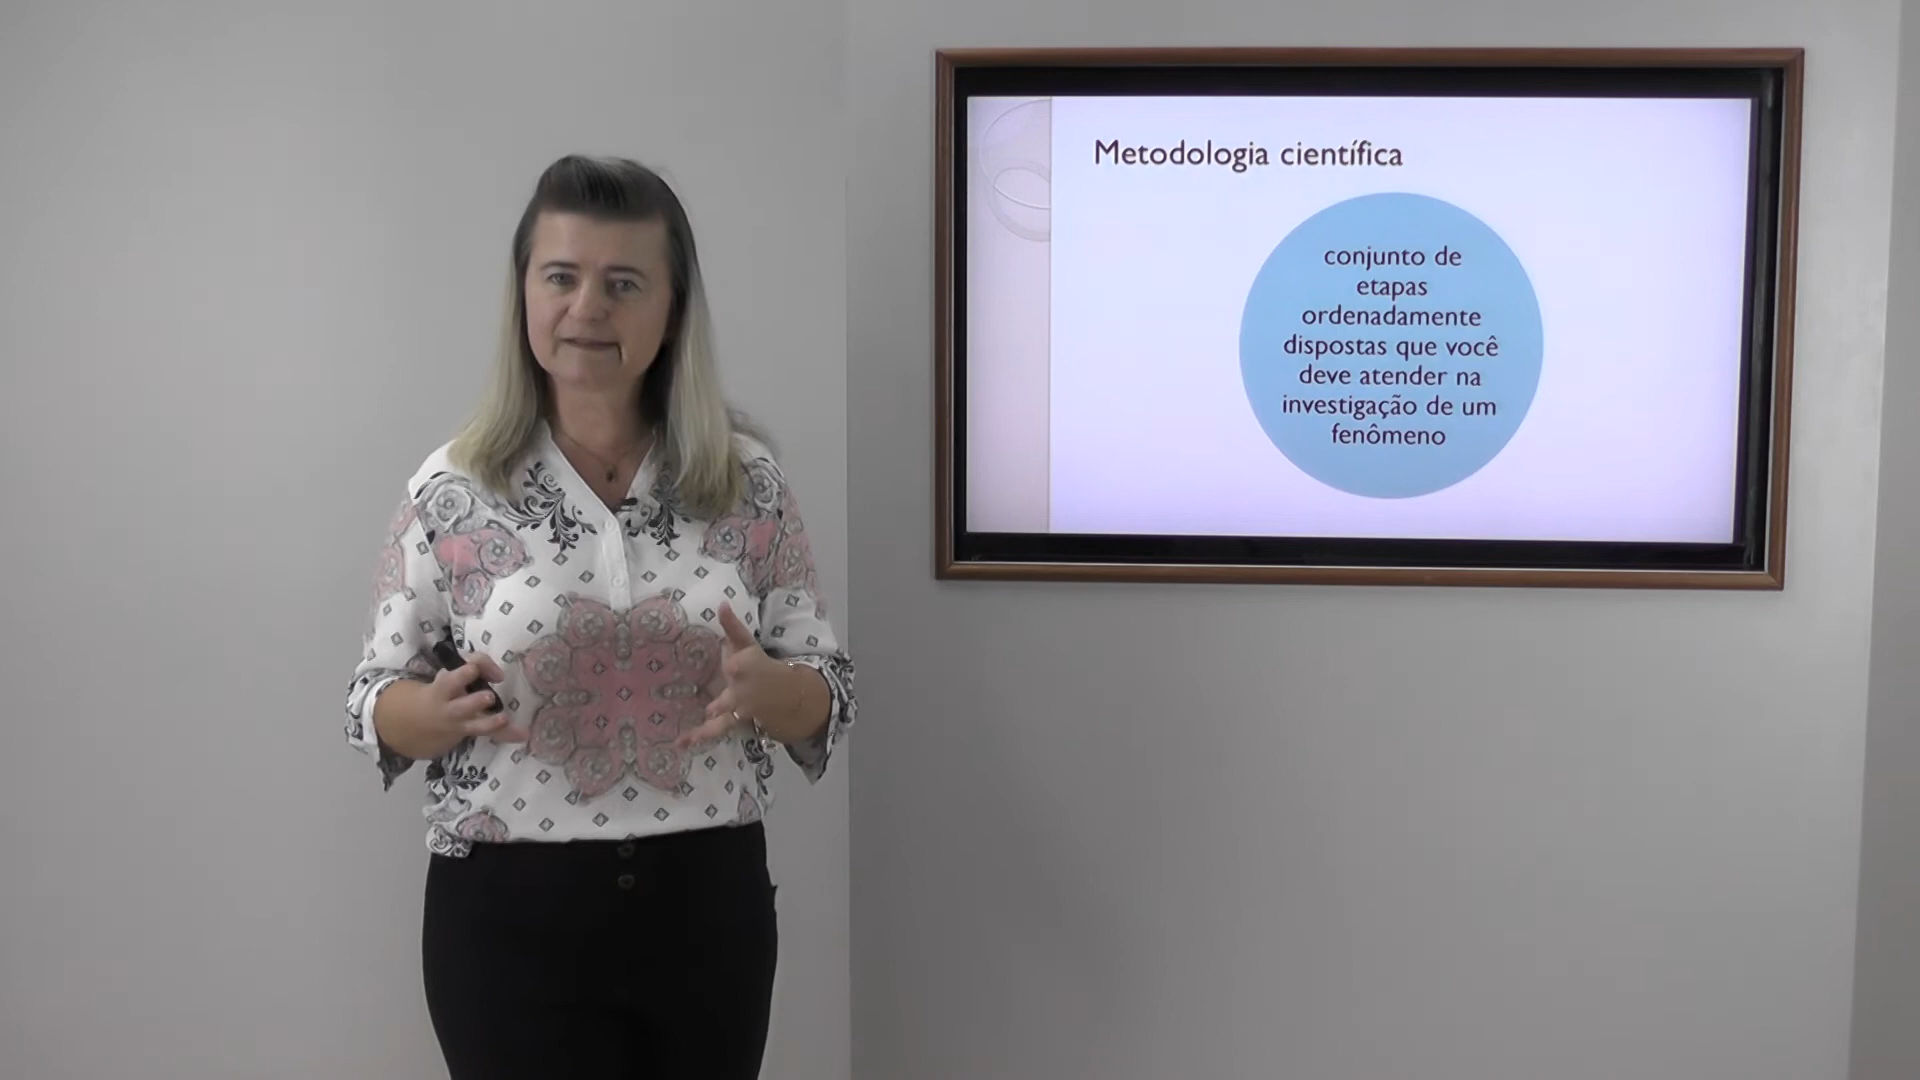 Metodologia científica
conjunto de
etapas
ordenadamente
dispostas que você
deve atender na
investigação de um
fenômeno